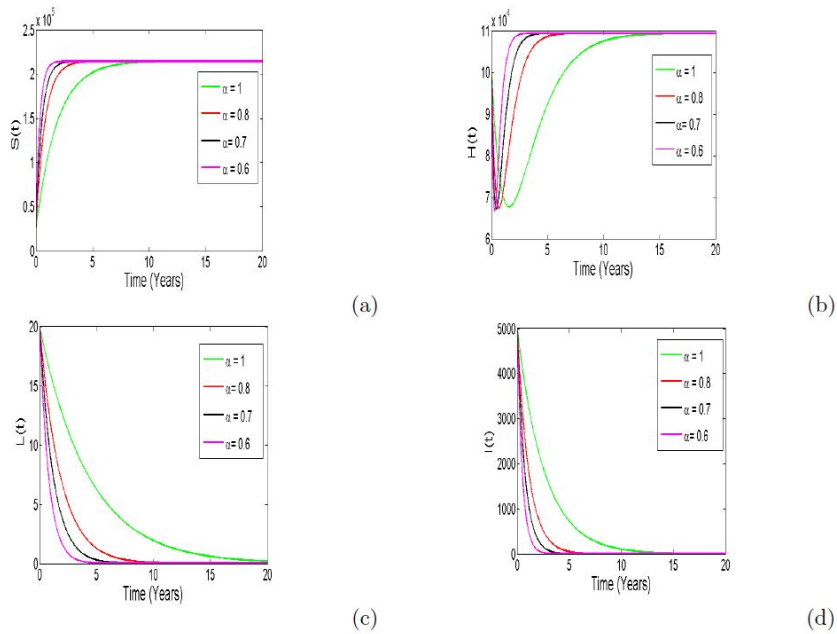 x 10^5
2.5
2
1.5
1
0.5
0
S(t)
0 5 10 15 20
Time (Years)
α = 1
α = 0.8
α = 0.7
α = 0.6
(a)
x 10^4
11
10
9
8
7
6
H(t)
0 5 10 15 20
Time (Years)
α = 1
α = 0.8
α = 0.7
α = 0.6
(b)
20
15
10
5
0
L(t)
0 5 10 15 20
Time (Years)
α = 1
α = 0.8
α = 0.7
α = 0.6
(c)
5000
4000
3000
2000
1000
0
I(t)
0 5 10 15 20
Time (Years)
α = 1
α = 0.8
α = 0.7
α = 0.6
(d)